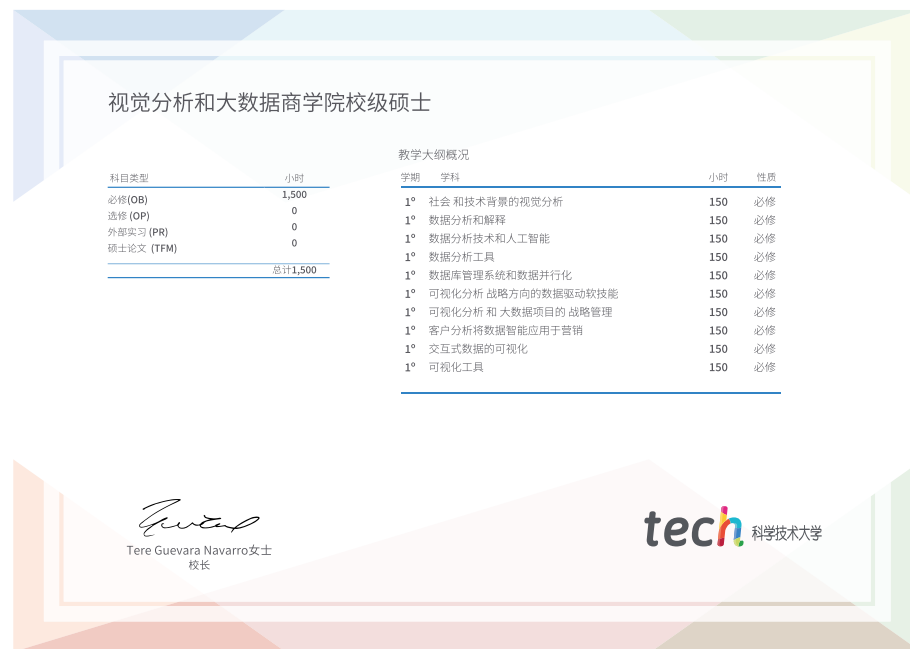 视觉分析和大数据商学院校级硕士
科目类型 小时
必修(OB) 1,500
选修 (OP) 0
外部实习 (PR) 0
硕士论文 (TFM) 0
总计1,500
教学大纲概况
学期 学科 小时 性质
1º 社会 和技术背景的视觉分析 150 必修
1º 数据分析和解释 150 必修
1º 数据分析技术和人工智能 150 必修
1º 数据分析工具 150 必修
1º 数据库管理系统和数据并行化 150 必修
1º 可视化分析 战略方向的数据驱动软技能 150 必修
1º 可视化分析 和 大数据项目的 战略管理 150 必修
1º 客户分析将数据智能应用于营销 150 必修
1º 交互式数据的可视化 150 必修
1º 可视化工具 150 必修
Tere Guevara Navarro女士
校长
tech 科学技术大学